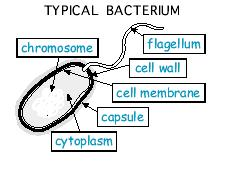 TYPICAL BACTERIUM
chromosome
flagellum
cell wall
cell membrane
capsule
cytoplasm